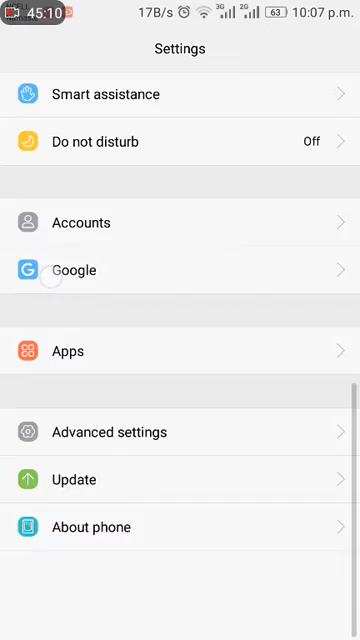 45:10 17B/s 3G 2G 63 10:07 p.m.
Settings
Smart assistance
Do not disturb Off
Accounts
Google
Apps
Advanced settings
Update
About phone